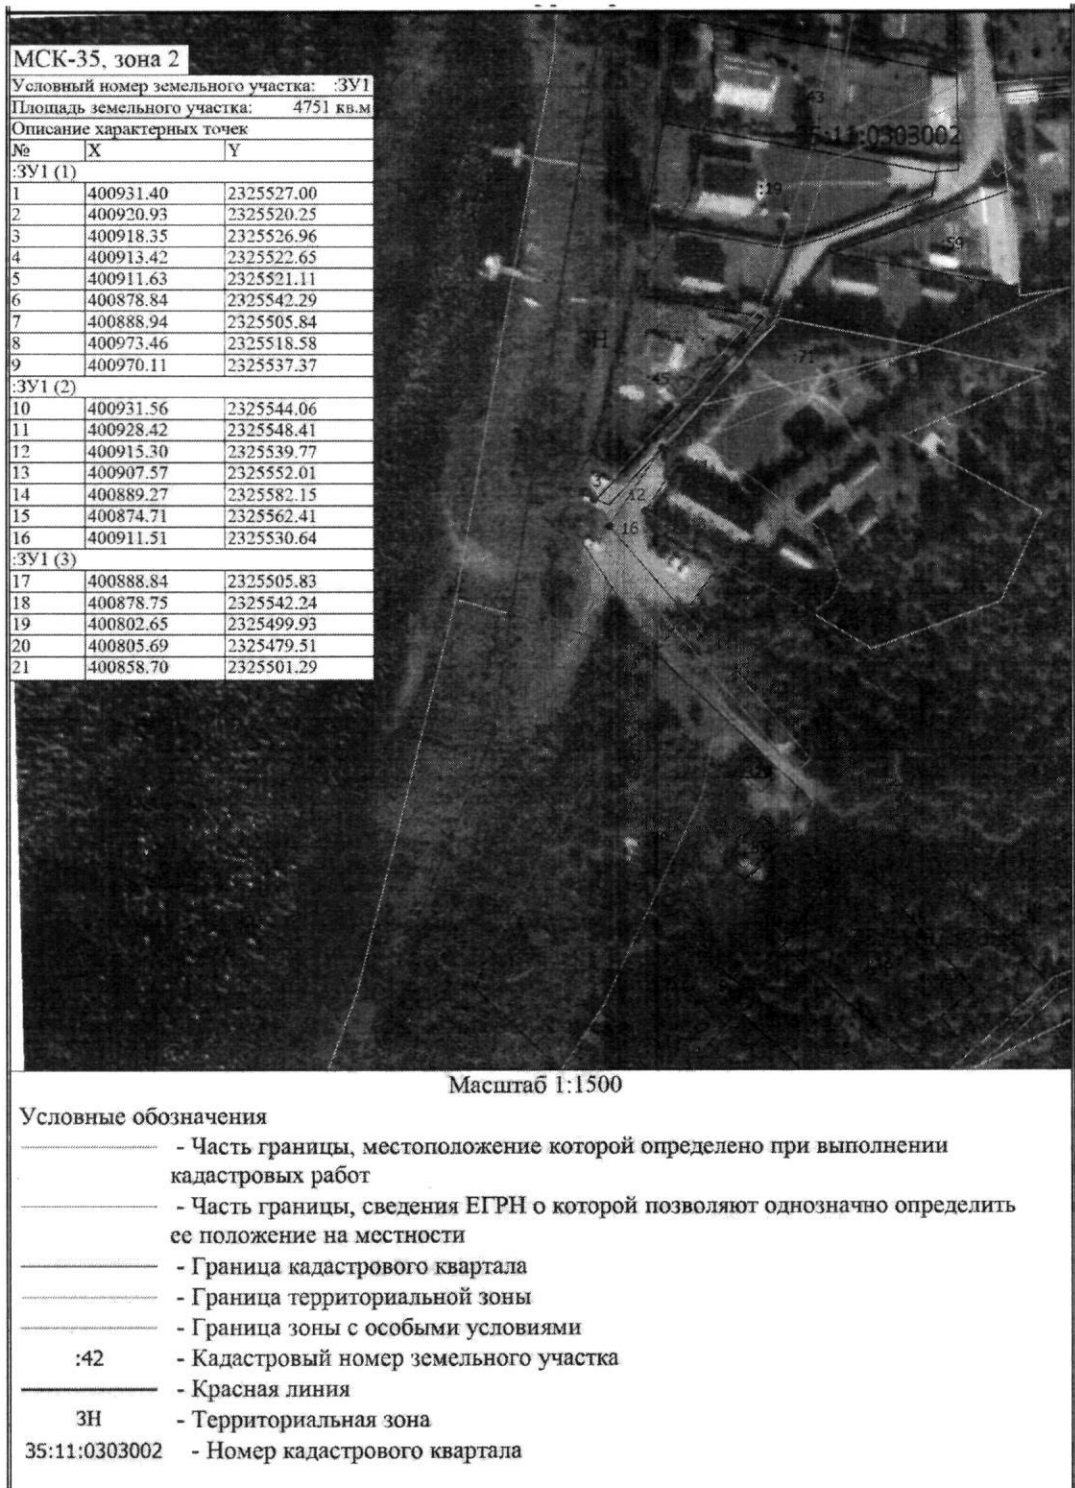 МСК-35, зона 2
Условный номер земельного участка: :ЗУ1
Площадь земельного участка: 4751 кв.м
Описание характерных точек
№ X Y
:ЗУ1 (1)
1 400931.40 2325527.00
2 400920.93 2325520.25
3 400918.35 2325526.96
4 400913.42 2325522.65
5 400911.63 2325521.11
6 400878.84 2325542.29
7 400888.94 2325505.84
8 400973.46 2325518.58
9 400970.11 2325537.37
:ЗУ1 (2)
10 400931.56 2325544.06
11 400928.42 2325548.41
12 400915.30 2325539.77
13 400907.57 2325552.01
14 400889.27 2325582.15
15 400874.71 2325562.41
16 400911.51 2325530.64
:ЗУ1 (3)
17 400888.84 2325505.83
18 400878.75 2325542.24
19 400802.65 2325499.93
20 400805.69 2325479.51
21 400858.70 2325501.29
:43
35:11:0303002
:19
:59
:71
:45
3
12
16
Масштаб 1:1500
Условные обозначения
- Часть границы, местоположение которой определено при выполнении
кадастровых работ
- Часть границы, сведения ЕГРН о которой позволяют однозначно определить
ее положение на местности
- Граница кадастрового квартала
- Граница территориальной зоны
- Граница зоны с особыми условиями
:42 - Кадастровый номер земельного участка
- Красная линия
ЗН - Территориальная зона
35:11:0303002 - Номер кадастрового квартала